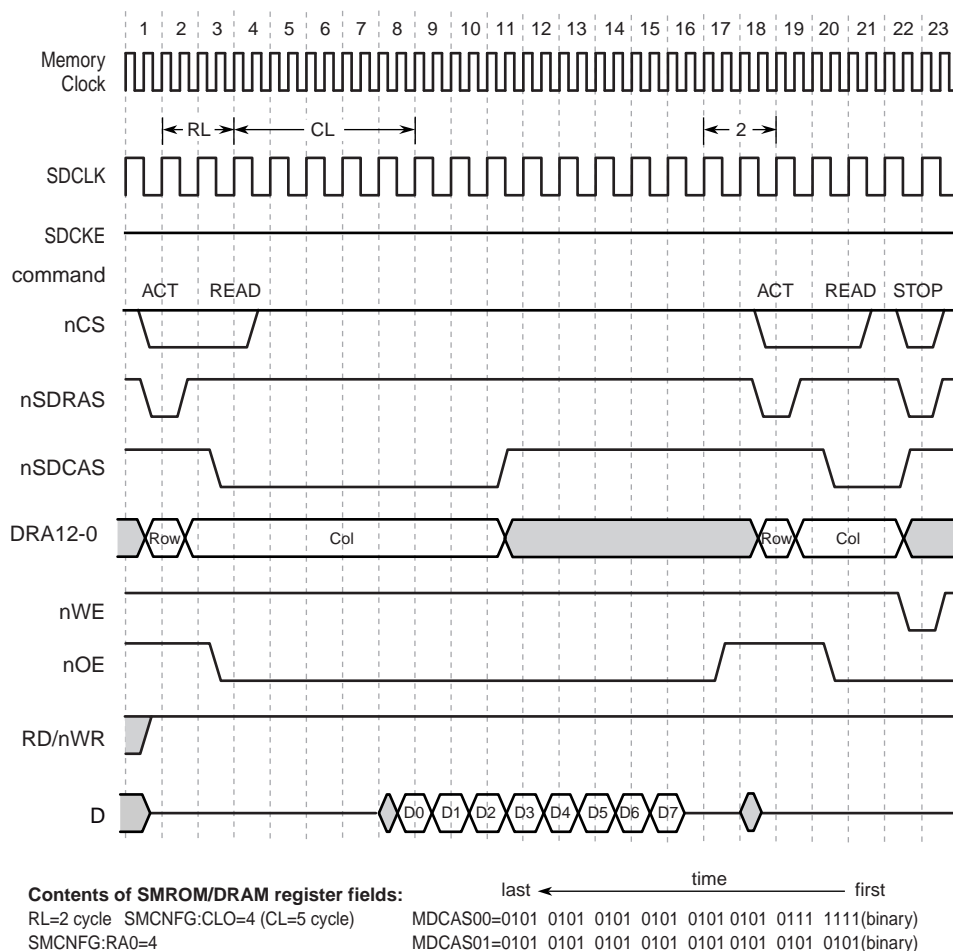 1 2 3 4 5 6 7 8 9 10 11 12 13 14 15 16 17 18 19 20 21 22 23
Memory
Clock
RL CL 2
SDCLK
SDCKE
command
ACT READ ACT READ STOP
nCS
nSDRAS
nSDCAS
DRA12-0 Row Col Row Col
nWE
nOE
RD/nWR
D D0 D1 D2 D3 D4 D5 D6 D7
Contents of SMROM/DRAM register fields: last time first
RL=2 cycle SMCNFG:CLO=4 (CL=5 cycle) MDCAS00=0101 0101 0101 0101 0101 0101 0111 1111(binary)
SMCNFG:RA0=4 MDCAS01=0101 0101 0101 0101 0101 0101 0101 0101(binary)